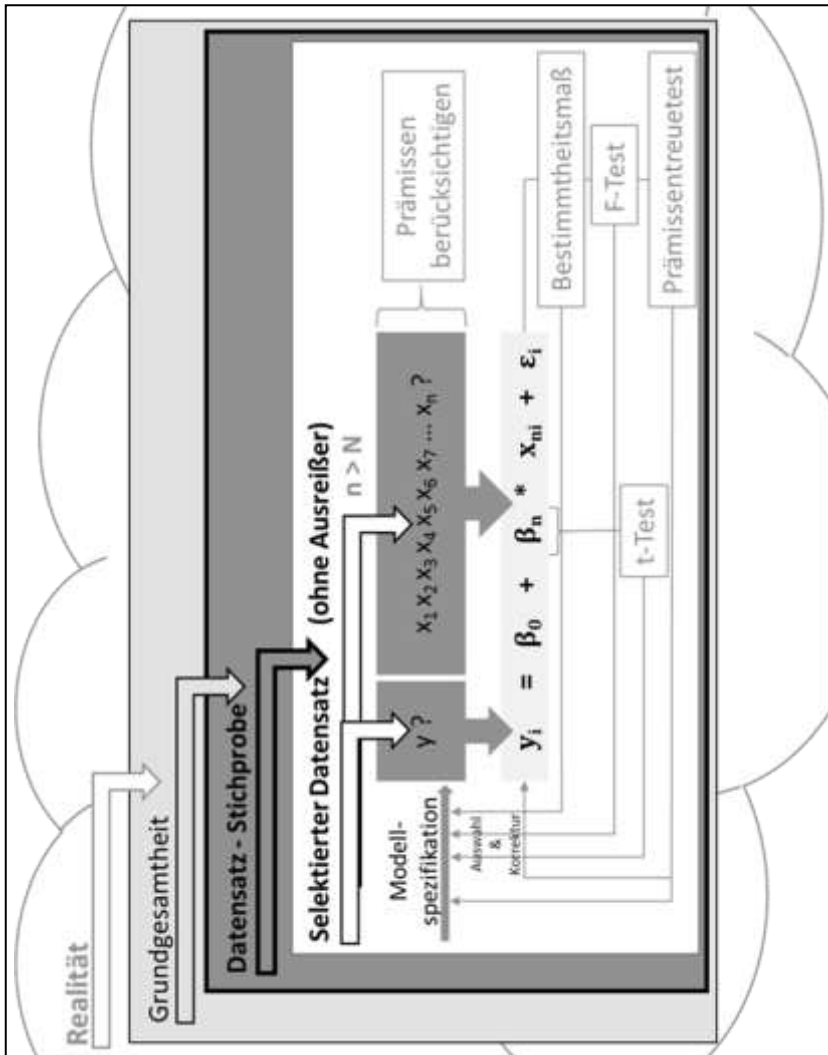 Realität
Grundgesamtheit
Datensatz - Stichprobe
Selektierter Datensatz (ohne Ausreißer)
n > N
Modell-
spezifikation
y ?
x₁ x₂ x₃ x₄ x₅ x₆ x₇ ... xₙ ?
Prämissen
berücksichtigen
Auswahl
&
Korrektur
yᵢ = β₀ + βₙ * xₙᵢ + εᵢ
t-Test
Bestimmtheitsmaß
F-Test
Prämissentreuetest